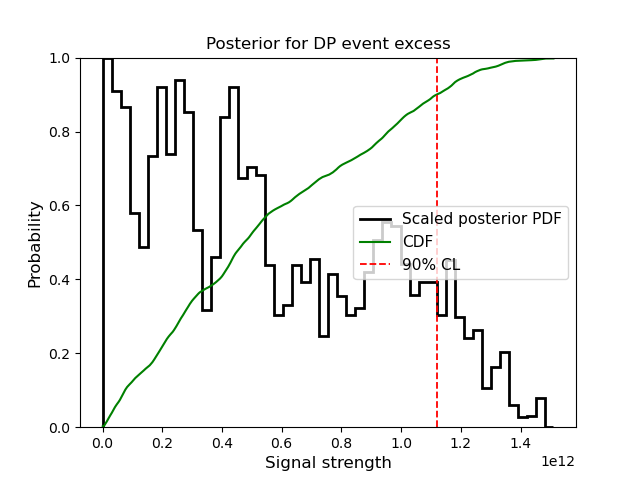 Posterior for DP event excess
Probability
1.0
0.8
0.6
0.4
0.2
0.0
Scaled posterior PDF
CDF
90% CL
0.0 0.2 0.4 0.6 0.8 1.0 1.2 1.4
1e12
Signal strength